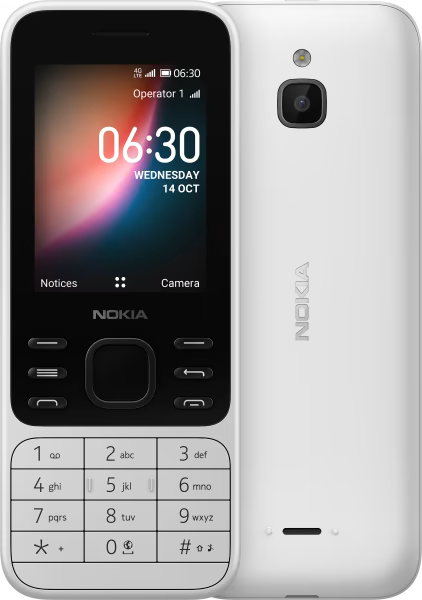 4G LTE 06:30
Operator 1
06:30
WEDNESDAY
14 OCT
Notices Camera
NOKIA
NOKIA
1 2 abc 3 def
4 ghi 5 jkl 6 mno
7 pqrs 8 tuv 9 wxyz
* + 0 #